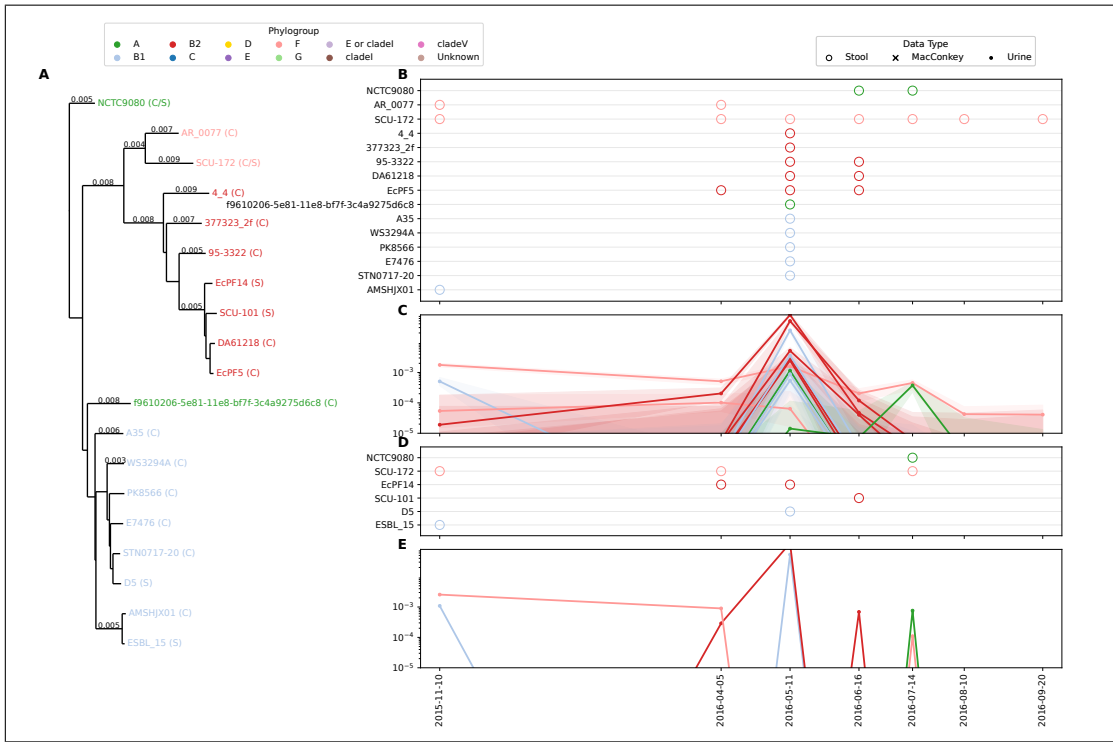 Phylogroup
A B2 D F E or cladeI cladeV
B1 C E G cladeI Unknown
Data Type
Stool MacConkey Urine
A
0.005 NCTC9080 (C/S)
0.007 AR_0077 (C)
0.004
0.009 SCU-172 (C/S)
0.008
0.009 4_4 (C)
f9610206-5e81-11e8-bf7f-3c4a9275d6c8
0.008 0.007 377323_2f (C)
0.005 95-3322 (C)
EcPF14 (S)
0.005 SCU-101 (S)
DA61218 (C)
EcPF5 (C)
0.008 f9610206-5e81-11e8-bf7f-3c4a9275d6c8 (C)
0.006 A35 (C)
0.003 WS3294A (C)
PK8566 (C)
E7476 (C)
STN0717-20 (C)
D5 (S)
AMSHJX01 (C)
0.005 ESBL_15 (S)
B
NCTC9080
AR_0077
SCU-172
4_4
377323_2f
95-3322
DA61218
EcPF5
f9610206-5e81-11e8-bf7f-3c4a9275d6c8
A35
WS3294A
PK8566
E7476
STN0717-20
AMSHJX01
C
10⁻³
10⁻⁴
10⁻⁵
D
NCTC9080
SCU-172
EcPF14
SCU-101
D5
ESBL_15
E
10⁻³
10⁻⁴
10⁻⁵
2015-11-10
2016-04-05
2016-05-11
2016-06-16
2016-07-14
2016-08-10
2016-09-20